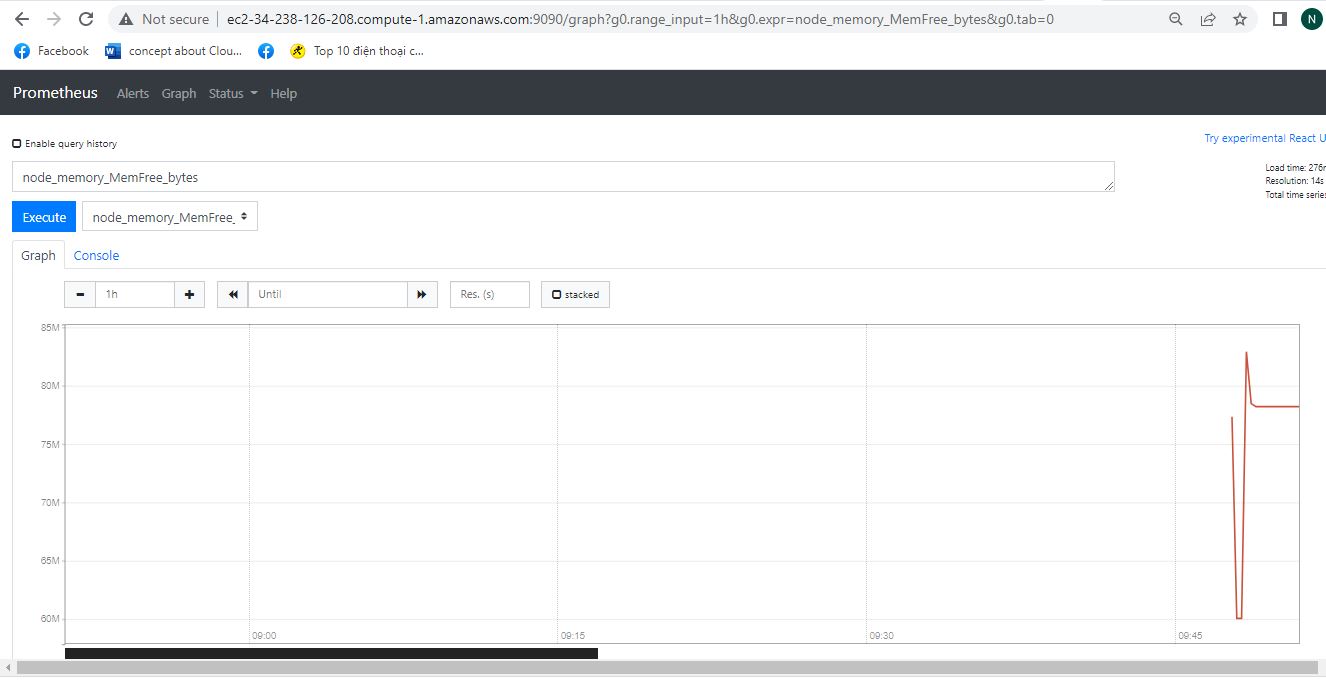 Not secure | ec2-34-238-126-208.compute-1.amazonaws.com:9090/graph?g0.range_input=1h&g0.expr=node_memory_MemFree_bytes&g0.tab=0 N
Facebook concept about Clou... Top 10 điện thoại c...
Prometheus Alerts Graph Status Help
Enable query history
Try experimental React U
node_memory_MemFree_bytes
Load time: 276
Resolution: 14s
Total time series
Execute node_memory_MemFree_
Graph Console
1h Until Res. (s) stacked
85M
80M
75M
70M
65M
60M
09:00 09:15 09:30 09:45